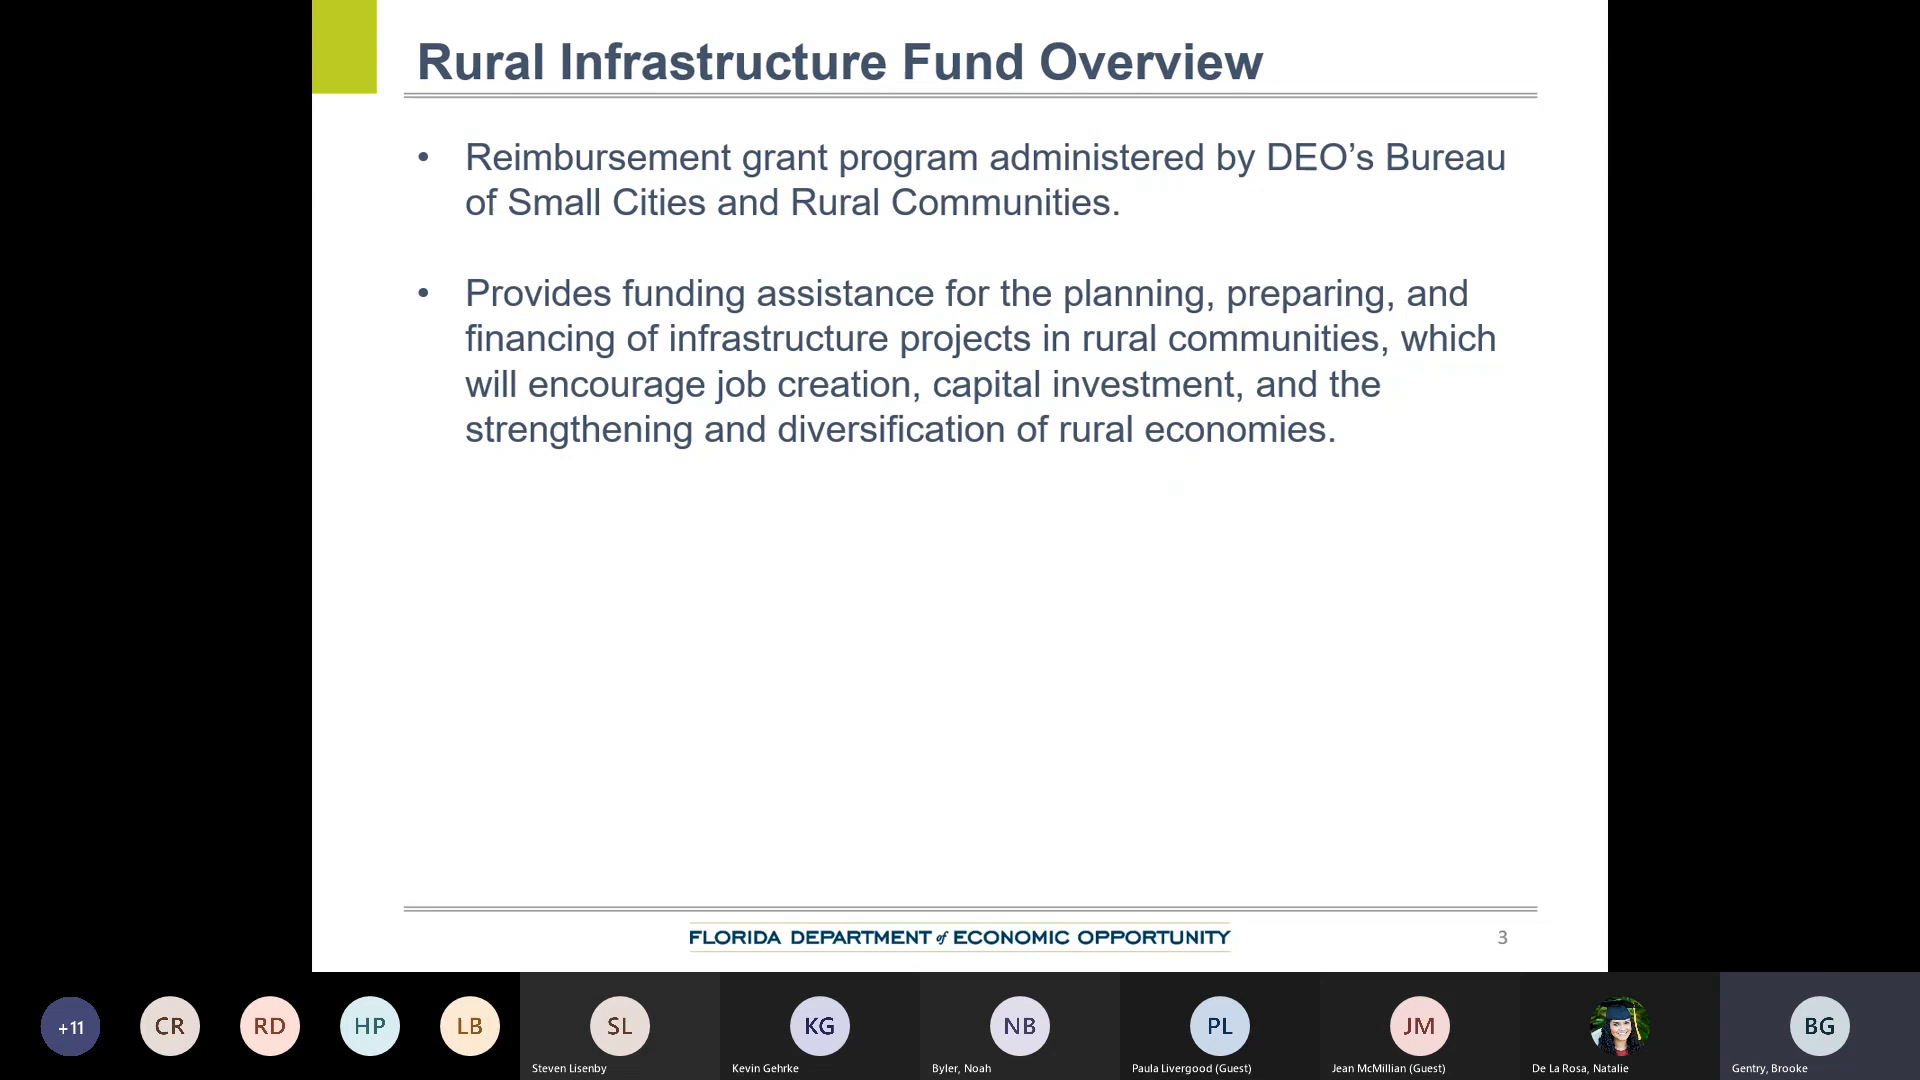 Rural Infrastructure Fund Overview
• Reimbursement grant program administered by DEO’s Bureau
of Small Cities and Rural Communities.
• Provides funding assistance for the planning, preparing, and
financing of infrastructure projects in rural communities, which
will encourage job creation, capital investment, and the
strengthening and diversification of rural economies.
FLORIDA DEPARTMENT of ECONOMIC OPPORTUNITY
3
+11
CR
RD
HP
LB
SL
KG
NB
PL
JM
BG
Steven Lisenby
Kevin Gehrke
Byler, Noah
Paula Livergood (Guest)
Jean McMillian (Guest)
De La Rosa, Natalie
Gentry, Brooke